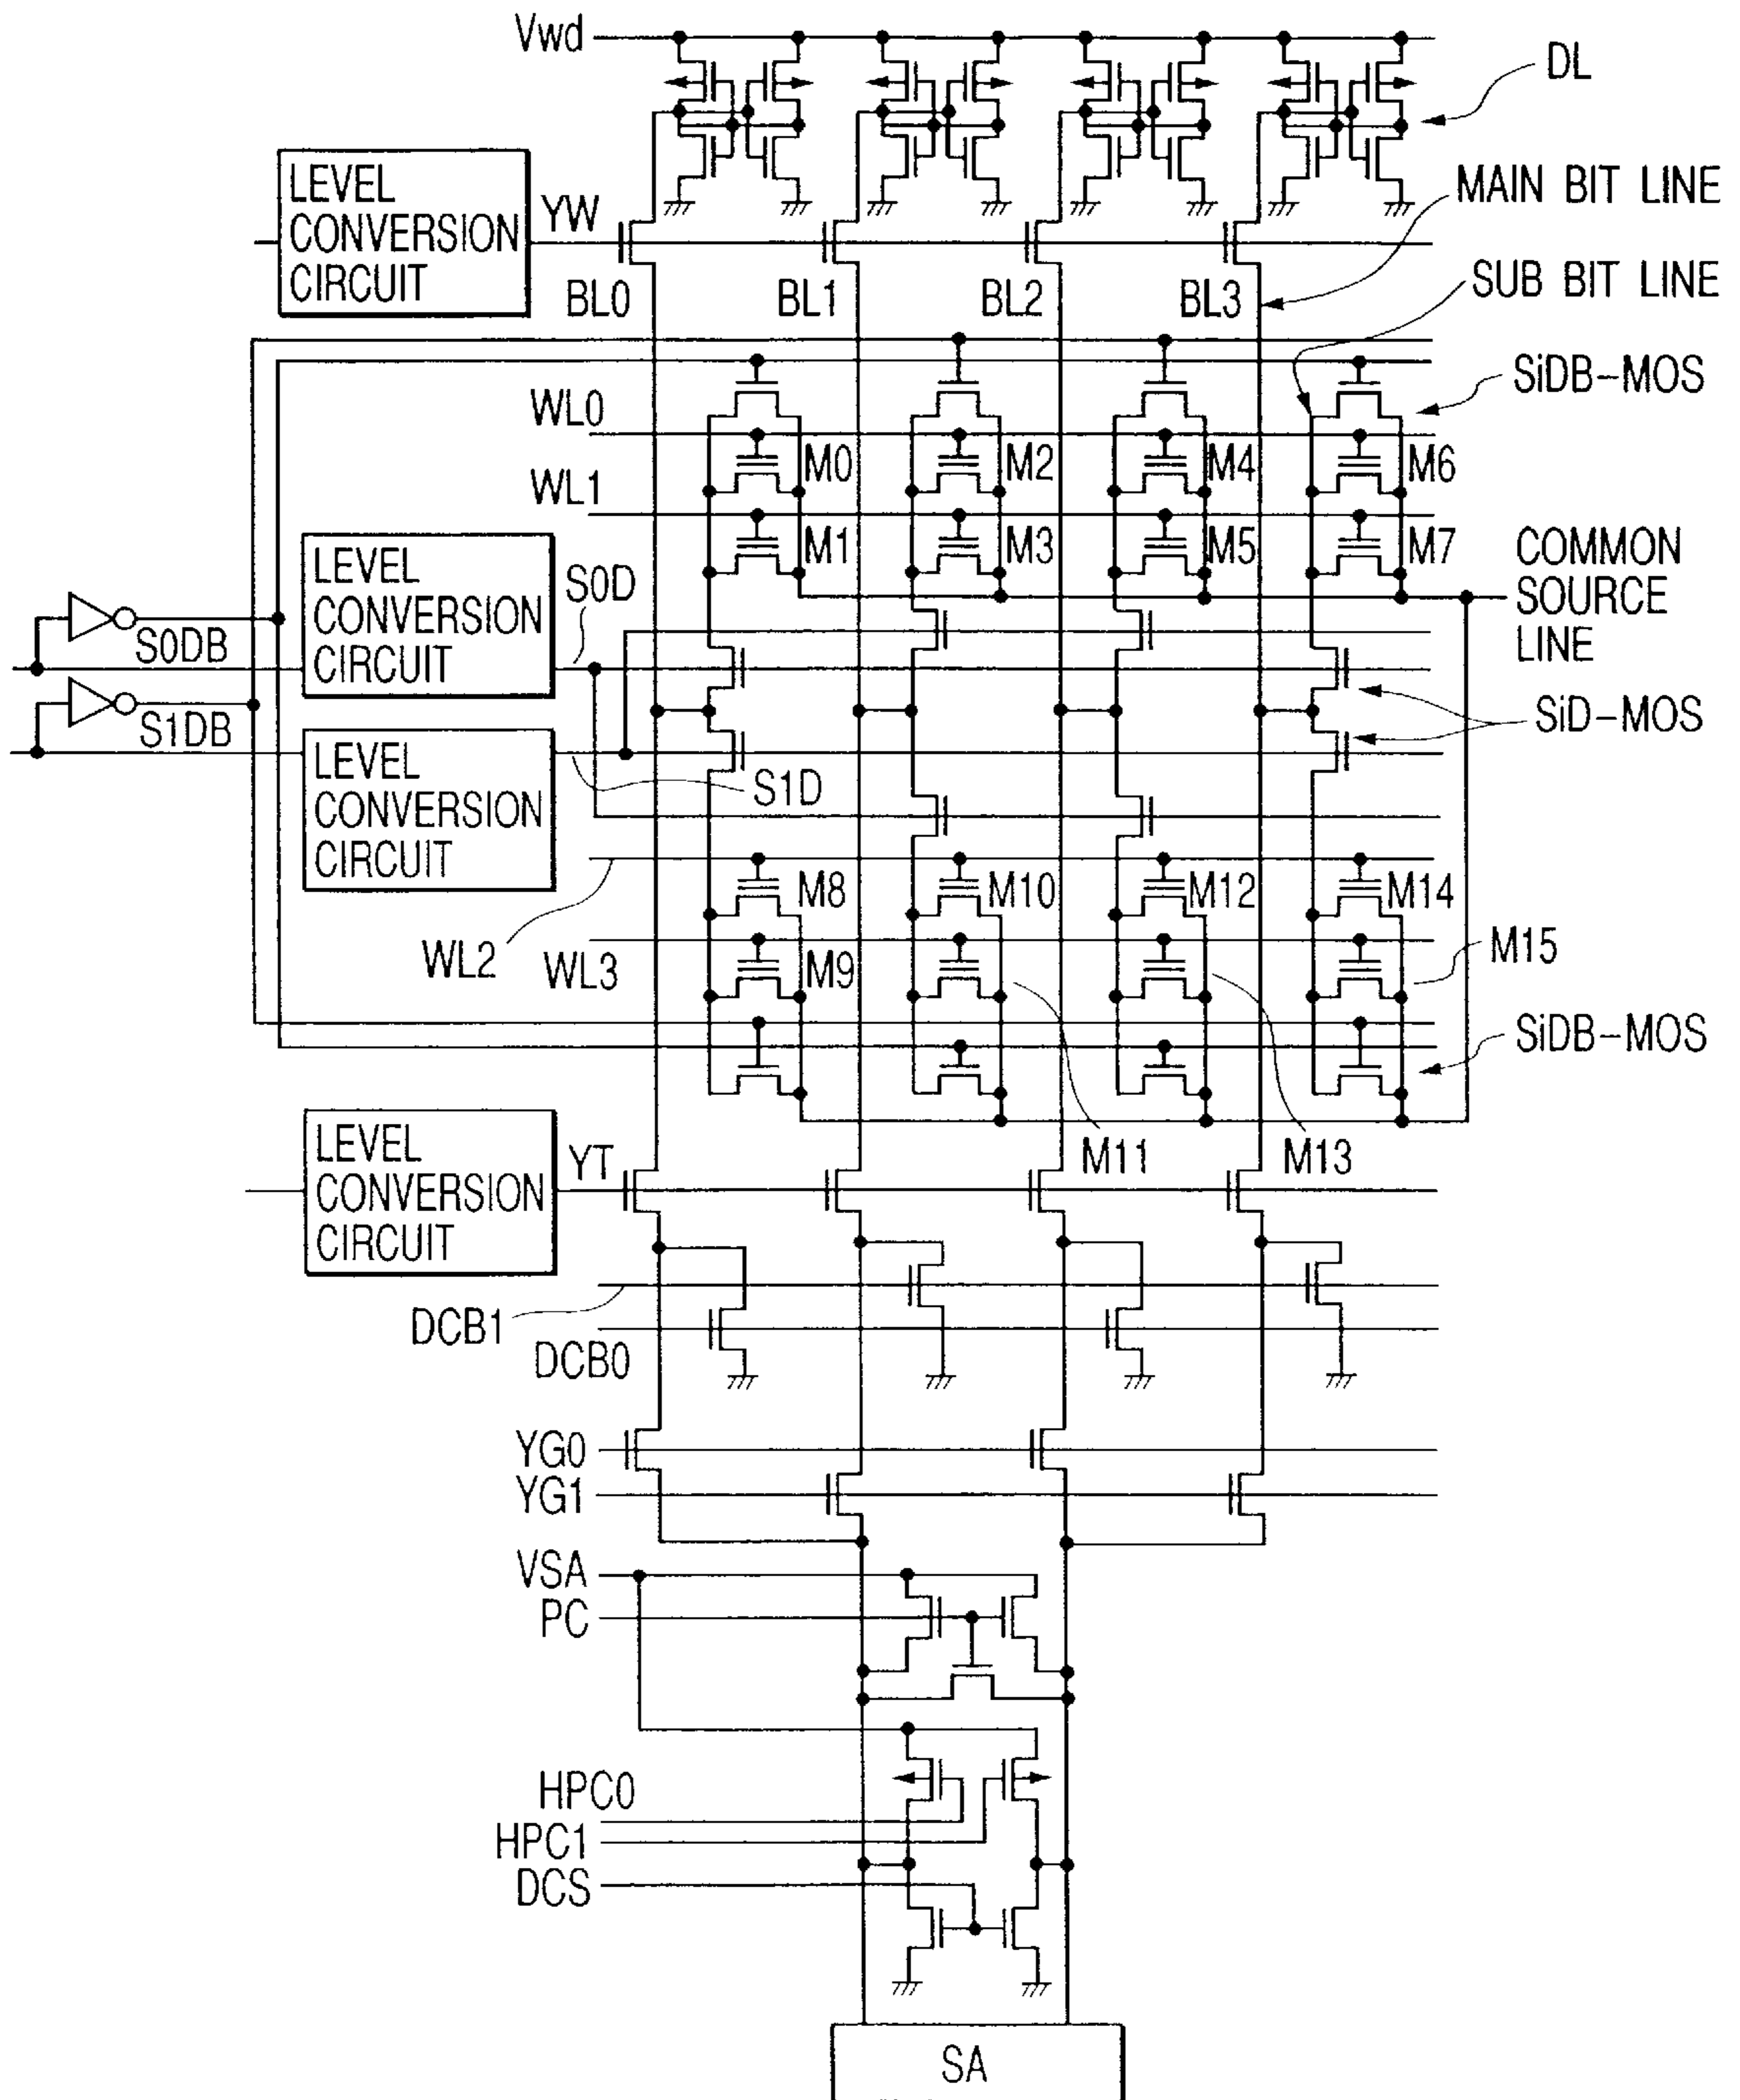 Vwd
DL
LEVEL
CONVERSION
CIRCUIT
YW
MAIN BIT LINE
BL0
BL1
BL2
BL3
SUB BIT LINE
SiDB-MOS
WL0
M0
M2
M4
M6
WL1
M1
M3
M5
M7
COMMON
SOURCE
LINE
LEVEL
CONVERSION
CIRCUIT
S0D
S0DB
S1DB
SiD-MOS
LEVEL
CONVERSION
CIRCUIT
S1D
M8
M10
M12
M14
WL2
WL3
M9
M15
SiDB-MOS
M11
M13
LEVEL
CONVERSION
CIRCUIT
YT
DCB1
DCB0
YG0
YG1
VSA
PC
HPC0
HPC1
DCS
SA